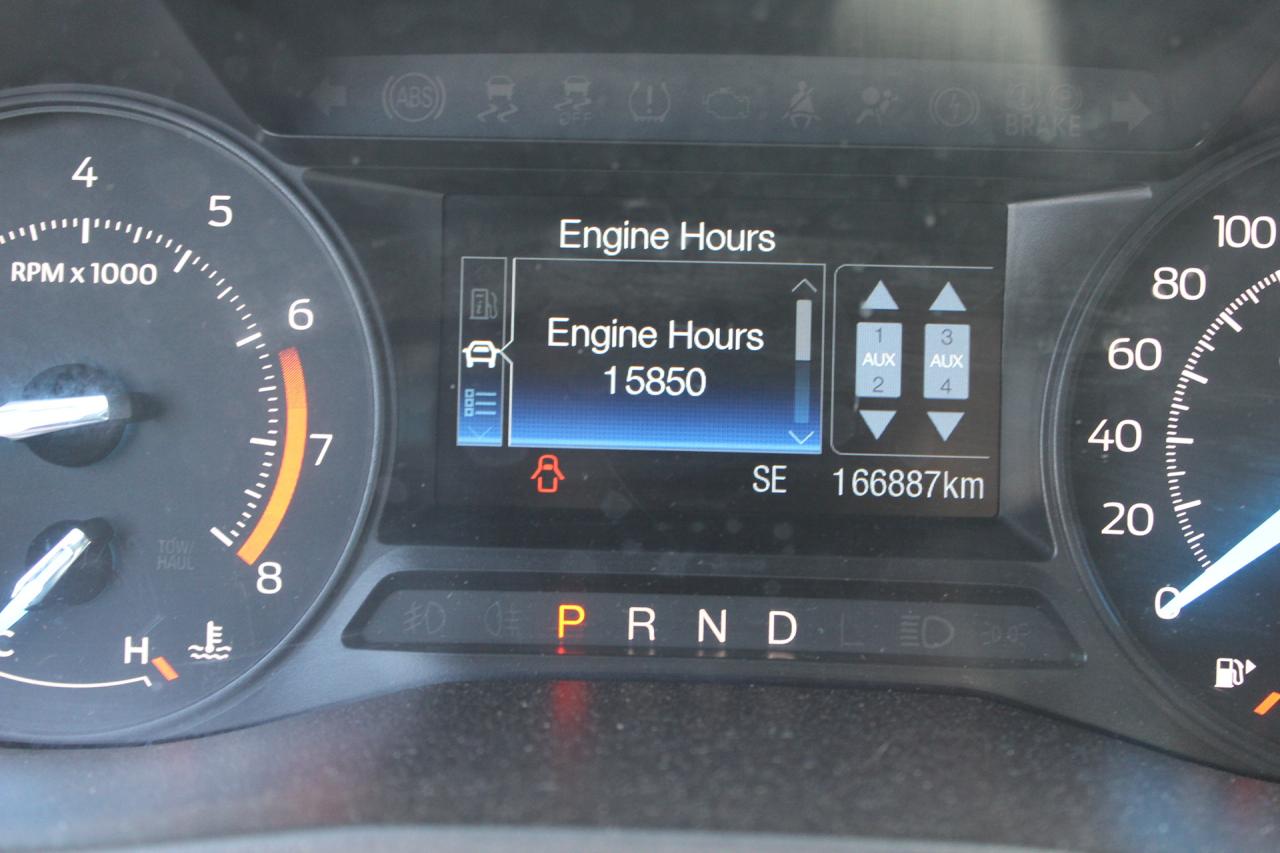 ABS
OFF
BRAKE
4
5
6
7
8
RPM x 1000
TOW/
HAUL
C
H
Engine Hours
Engine Hours
15850
1
AUX
2
3
AUX
4
SE
166887km
P R N D L
100
80
60
40
20
0